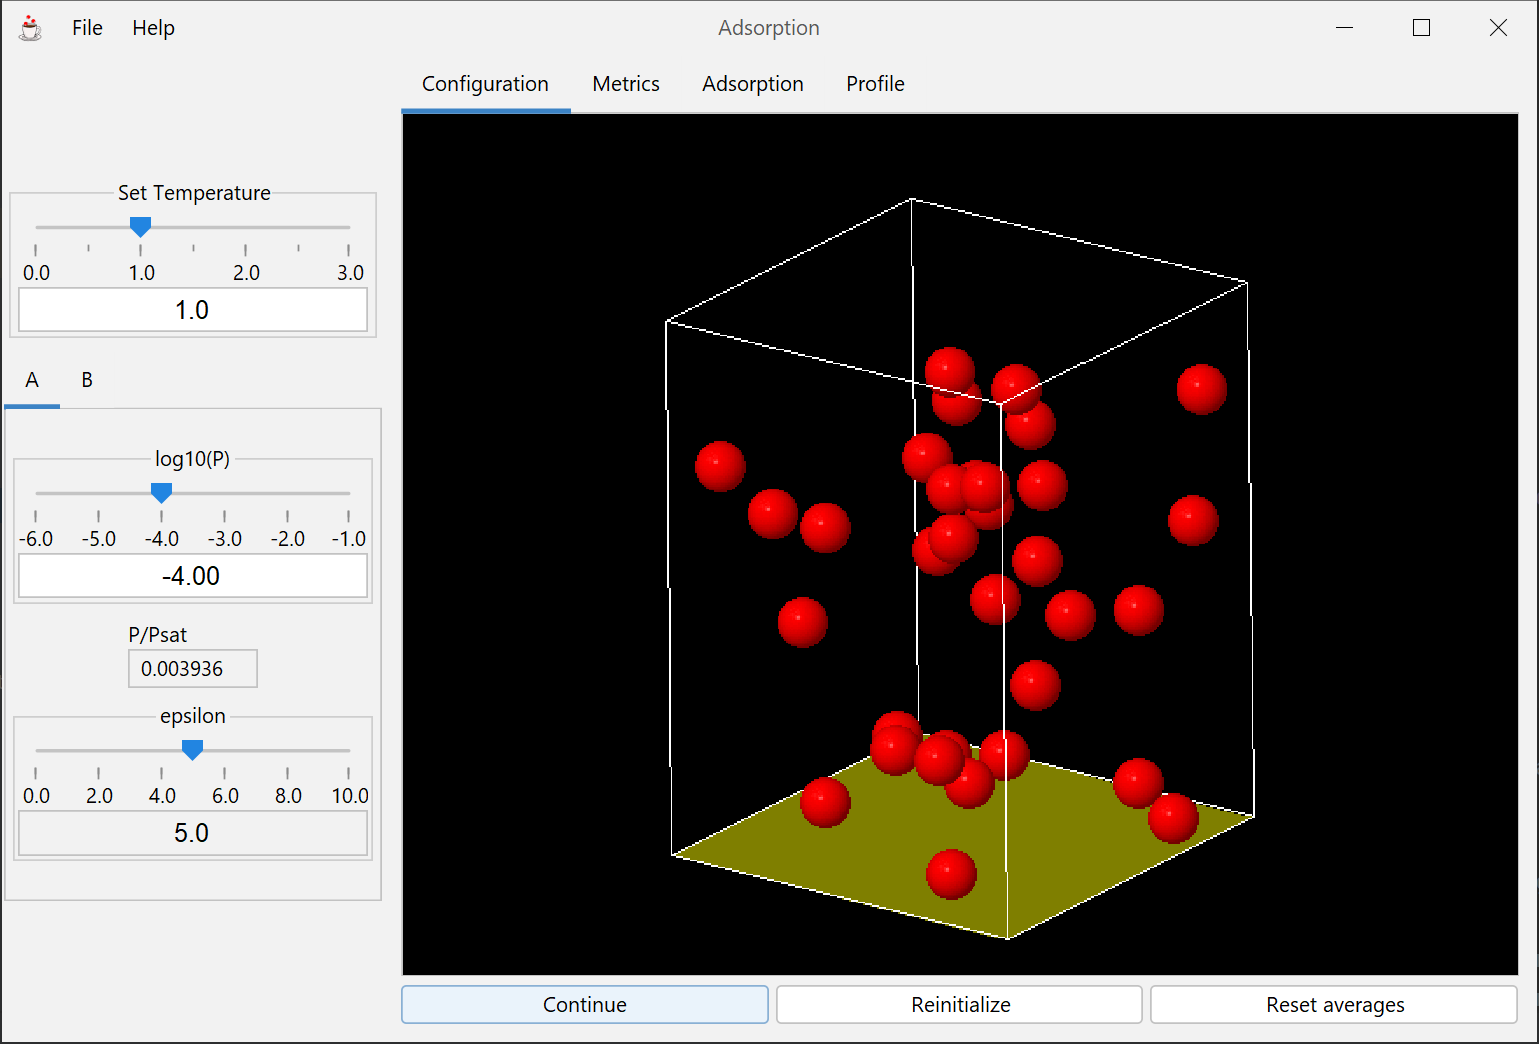 File Help Adsorption
Configuration Metrics Adsorption Profile
Set Temperature
0.0 1.0 2.0 3.0
1.0
A B
log10(P)
-6.0 -5.0 -4.0 -3.0 -2.0 -1.0
-4.00
P/Psat
0.003936
epsilon
0.0 2.0 4.0 6.0 8.0 10.0
5.0
Continue Reinitialize Reset averages